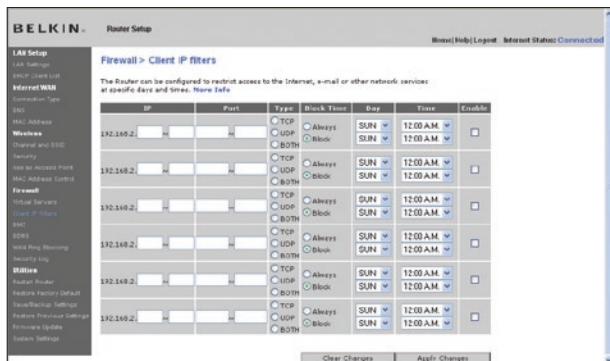 BELKIN. Router Setup
Home| Help| Logout Internet Status: Connected
LAN Setup
LAN Settings
DHCP Client List
Internet WAN
Connection Type
DNS
MAC Address
Wireless
Channel and SSID
Security
Use as Access Point
MAC Address Control
Firewall
Virtual Servers
Client IP Filters
DMZ
DDNS
WAN Ping Blocking
Security Log
Utilities
Restart Router
Restore Factory Default
Save/Backup Settings
Restore Previous Settings
Firmware Update
System Settings
Firewall > Client IP filters
The Router can be configured to restrict access to the Internet, e-mail or other network services
at specific days and times. More Info
IP Port Type Block Time Day Time Enable
192.168.2. ~ ~ TCP UDP BOTH Always Block SUN SUN 12:00 A.M. 12:00 A.M.
192.168.2. ~ ~ TCP UDP BOTH Always Block SUN SUN 12:00 A.M. 12:00 A.M.
192.168.2. ~ ~ TCP UDP BOTH Always Block SUN SUN 12:00 A.M. 12:00 A.M.
192.168.2. ~ ~ TCP UDP BOTH Always Block SUN SUN 12:00 A.M. 12:00 A.M.
192.168.2. ~ ~ TCP UDP BOTH Always Block SUN SUN 12:00 A.M. 12:00 A.M.
192.168.2. ~ ~ TCP UDP BOTH Always Block SUN SUN 12:00 A.M. 12:00 A.M.
Clear Changes Apply Changes